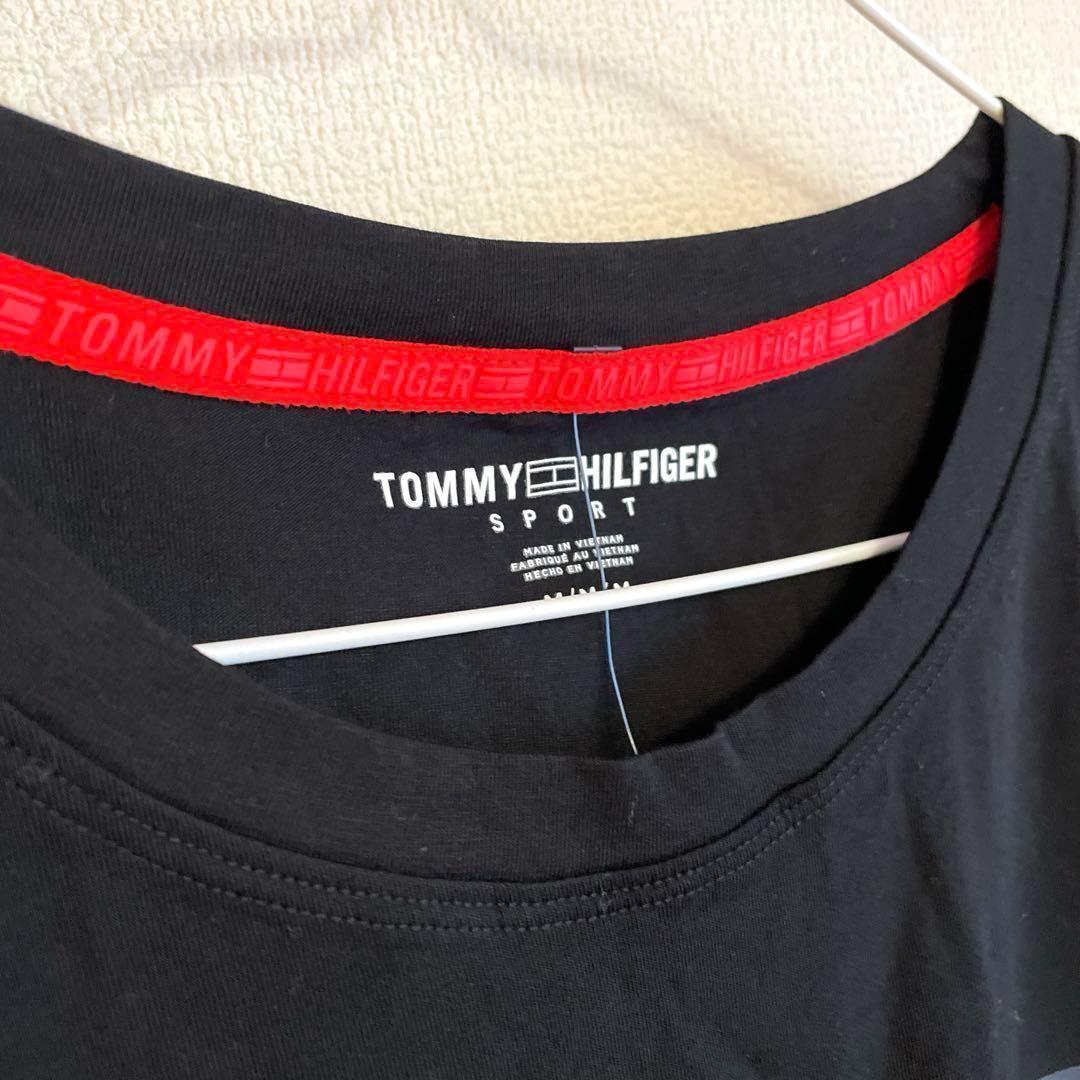 TOMMY HILFIGER TOMMY HILFIGER TOMMY
TOMMY HILFIGER
SPORT
MADE IN VIETNAM
FABRIQUÉ AU VIETNAM
HECHO EN VIETNAM
M/M/M